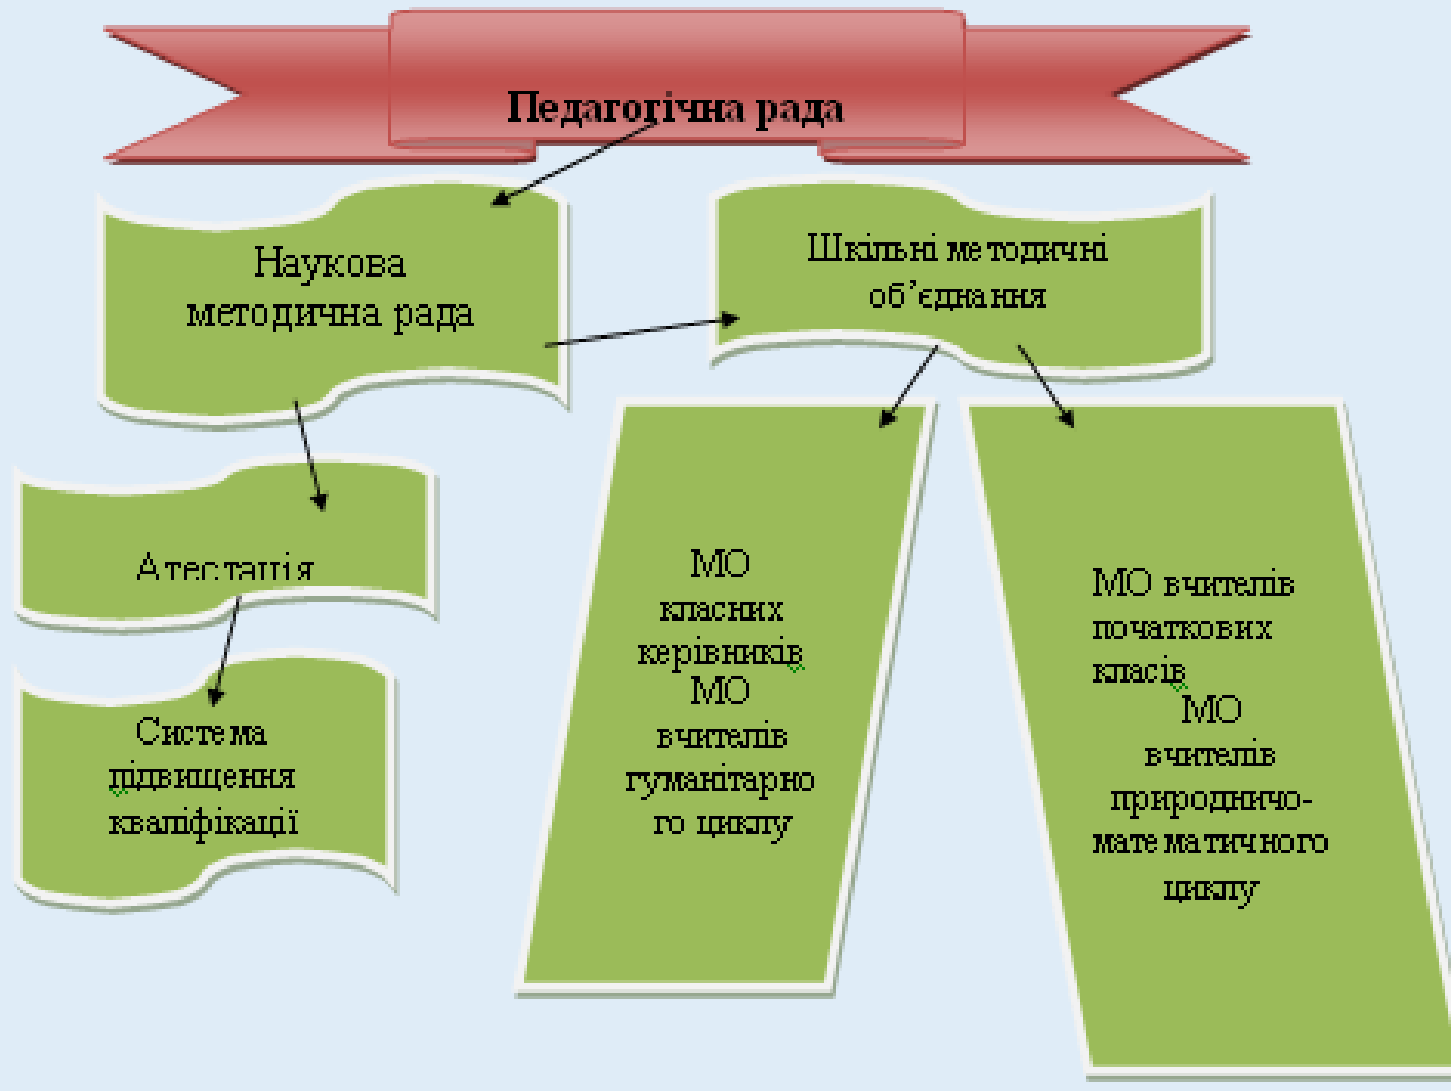 Педагогічна рада
Наукова
методична рада
Шкільні методичні
об’єднання
Атестація
Система
підвищення
кваліфікації
МО
класних
керівників
МО
вчителів
гуманітарно
го циклу
МО вчителів
початкових
класів
МО
вчителів
природничо-
математичного
циклу